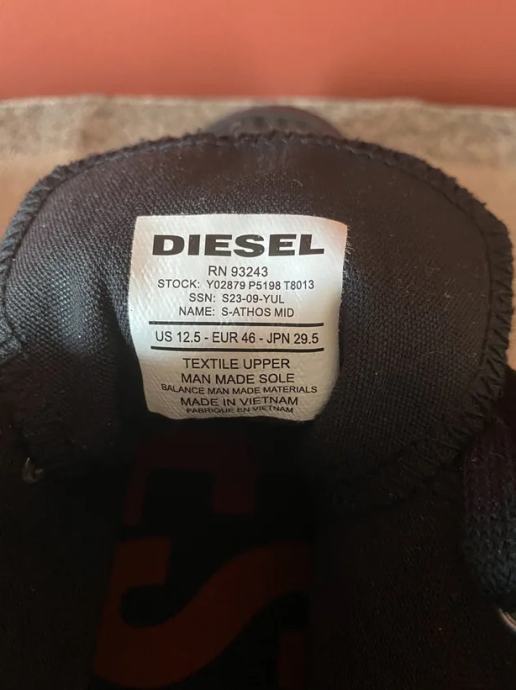 DIESEL
RN 93243
STOCK: Y02879 P5198 T8013
SSN: S23-09-YUL
NAME: S-ATHOS MID
US 12.5 - EUR 46 - JPN 29.5
TEXTILE UPPER
MAN MADE SOLE
BALANCE MAN MADE MATERIALS
MADE IN VIETNAM
FABRIQUE EN VIETNAM
ES